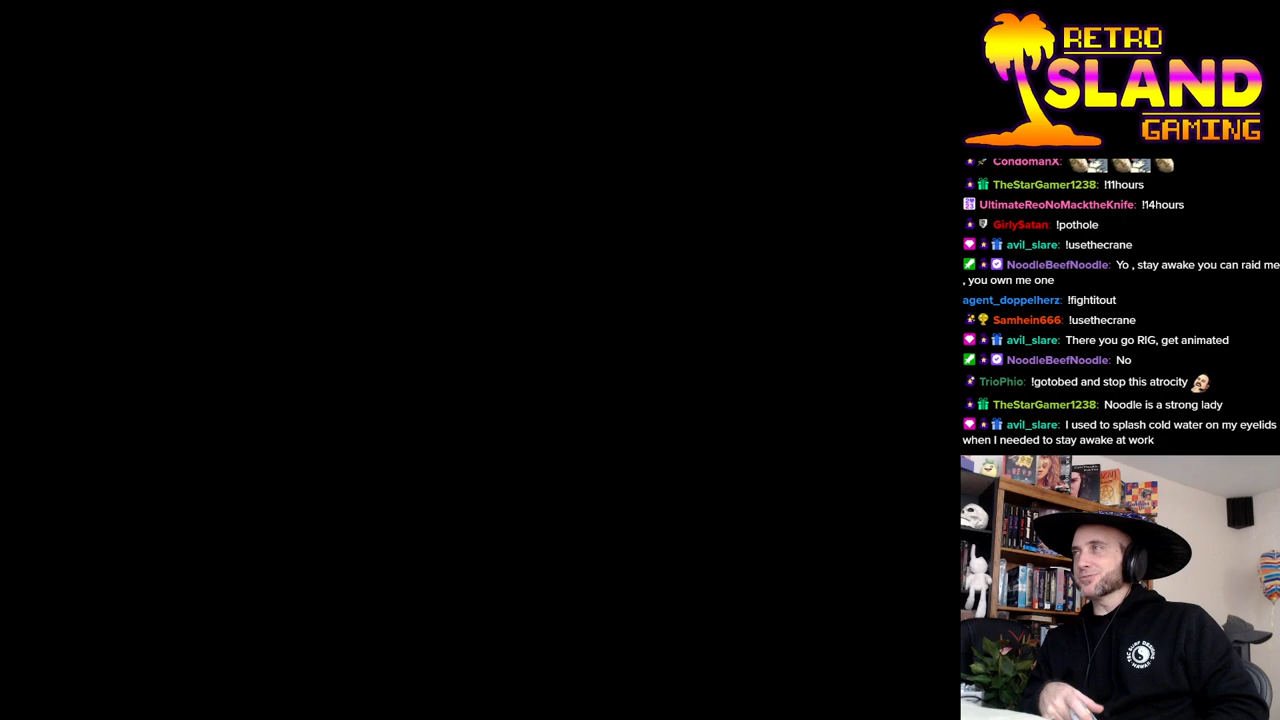 RETRO
ISLAND
GAMING
CondomanX:
TheStarGamer1238: !11hours
UltimateReoNoMacktheKnife: !14hours
GirlySatan: !pothole
avil_slare: !usethecrane
NoodleBeefNoodle: Yo , stay awake you can raid me
, you own me one
agent_doppelherz: !fightitout
Samhein666: !usethecrane
avil_slare: There you go RIG, get animated
NoodleBeefNoodle: No
TrioPhio: !gotobed and stop this atrocity
TheStarGamer1238: Noodle is a strong lady
avil_slare: I used to splash cold water on my eyelids
when I needed to stay awake at work